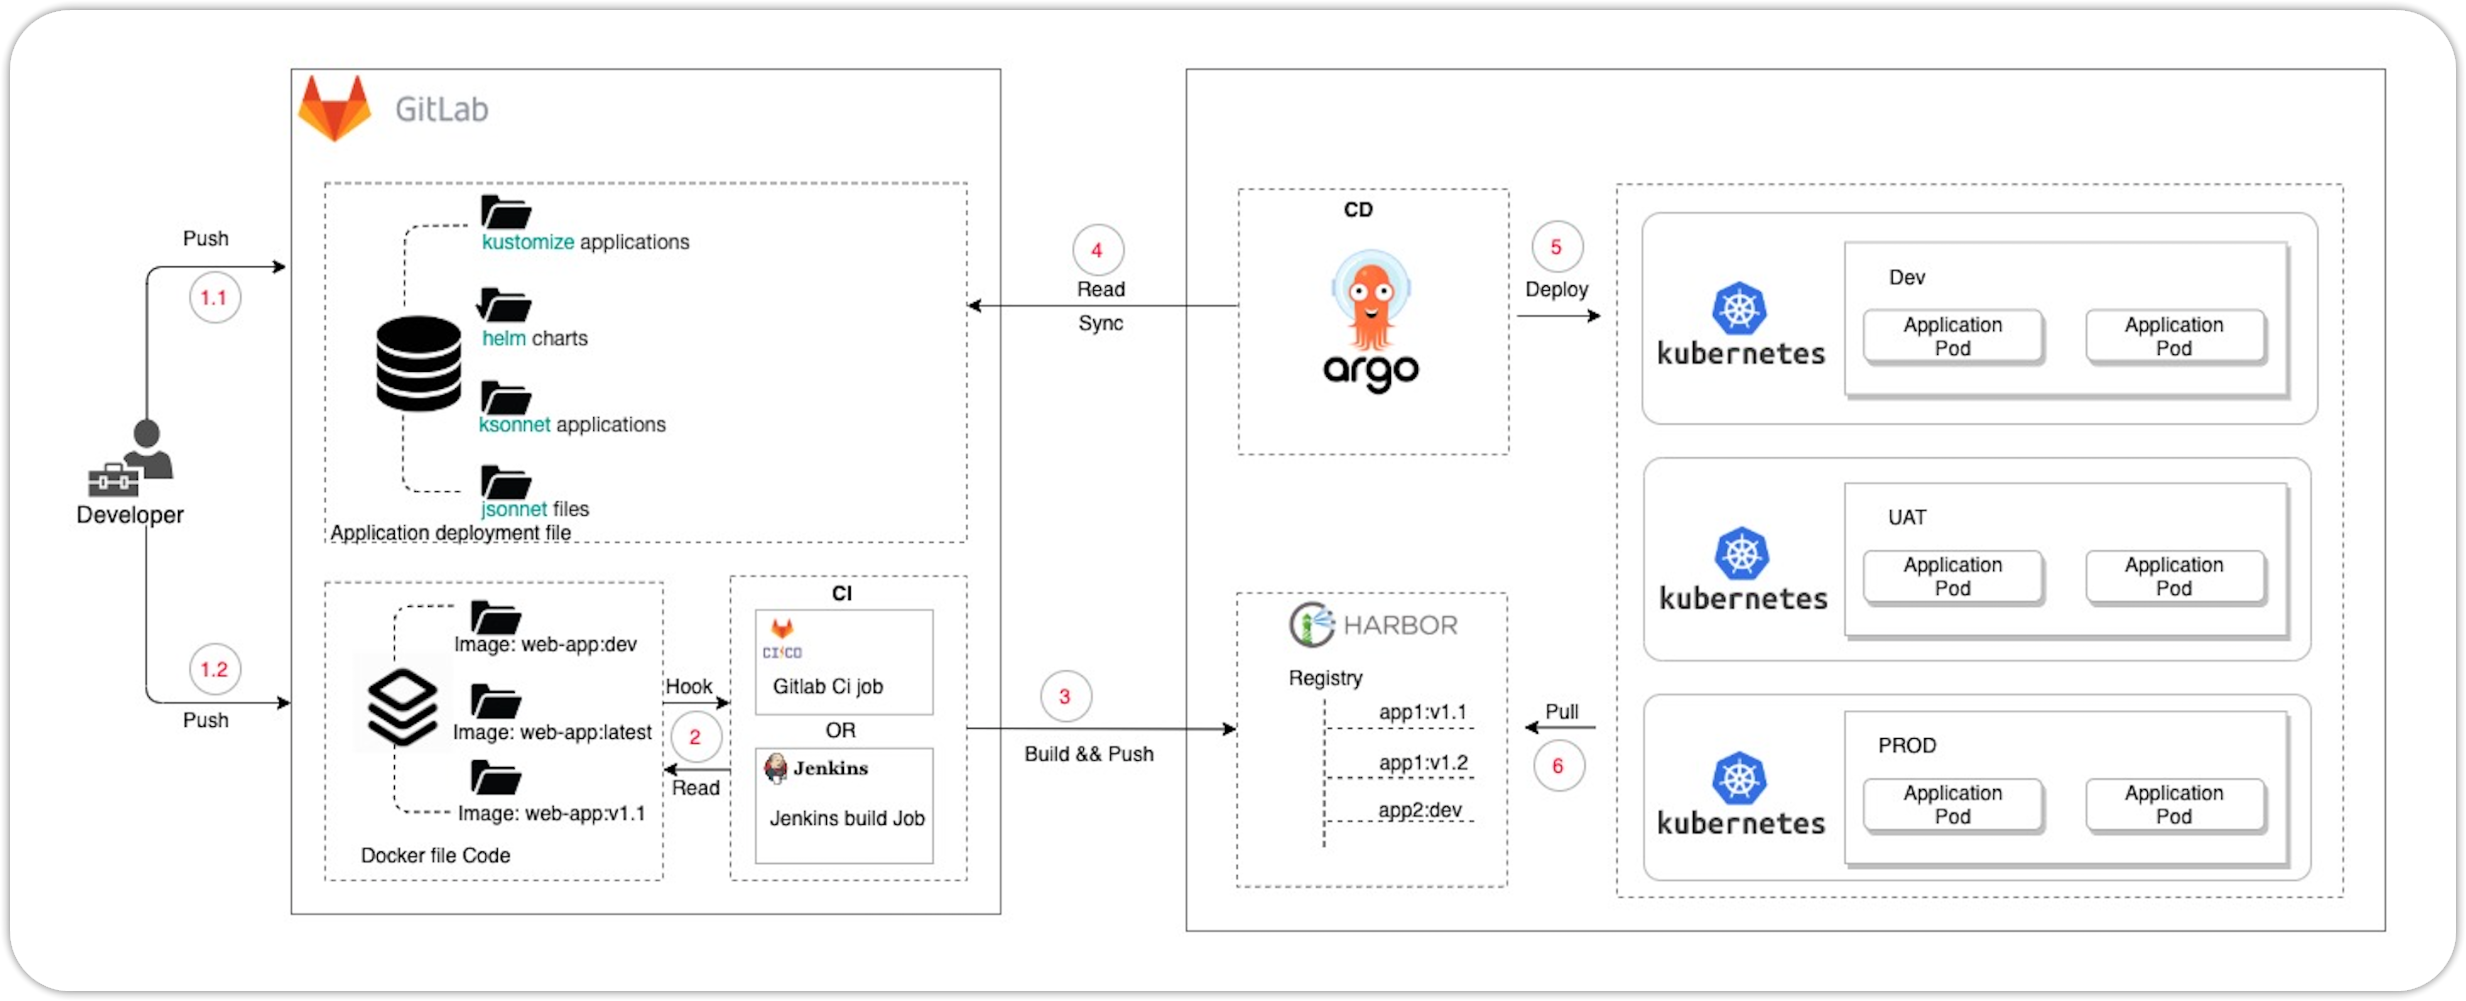 GitLab
kustomize applications
helm charts
ksonnet applications
jsonnet files
Application deployment file
Push
1.1
Developer
1.2
Push
Image: web-app:dev
Image: web-app:latest
Image: web-app:v1.1
Docker file Code
Hook
2
Read
CI
CI/CD
Gitlab Ci job
OR
Jenkins
Jenkins build Job
3
Build && Push
4
Read
Sync
CD
argo
5
Deploy
HARBOR
Registry
app1:v1.1
app1:v1.2
app2:dev
Pull
6
kubernetes
Dev
Application
Pod
Application
Pod
kubernetes
UAT
Application
Pod
Application
Pod
kubernetes
PROD
Application
Pod
Application
Pod